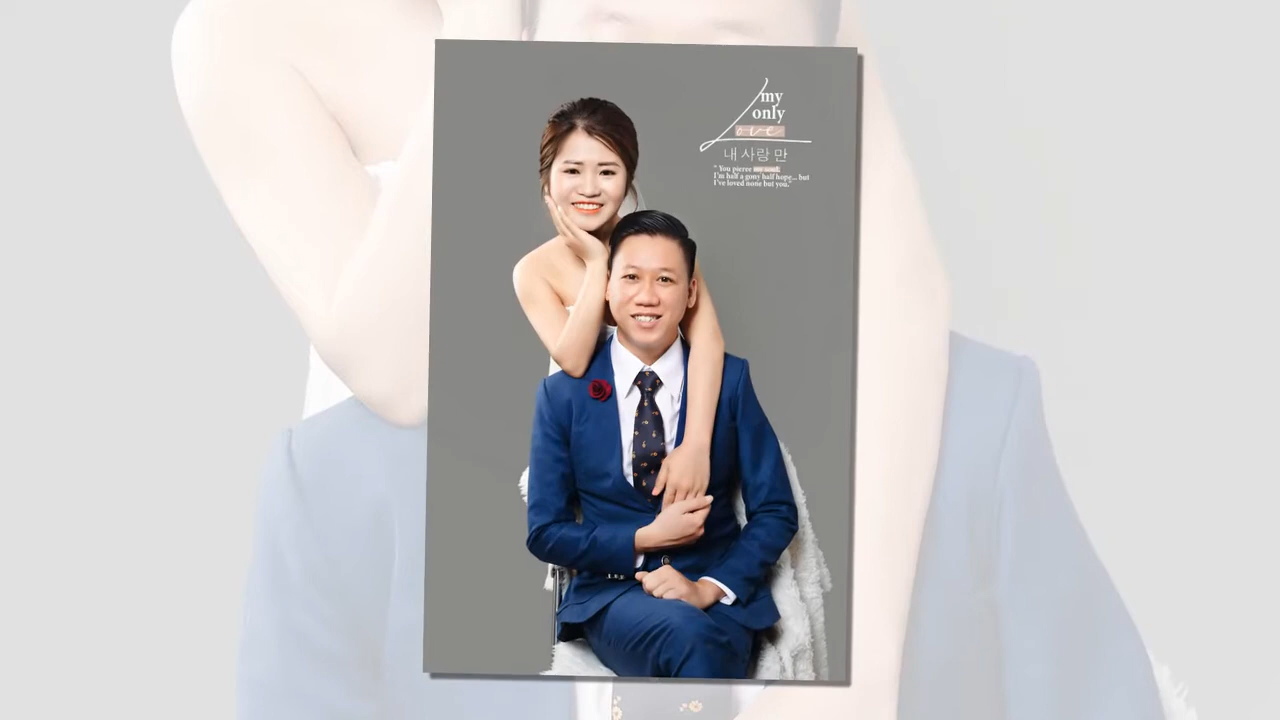 my
only
love
내 사랑 만
" You pierce my soul.
I'm half a gony half hope... but
I've loved none but you."